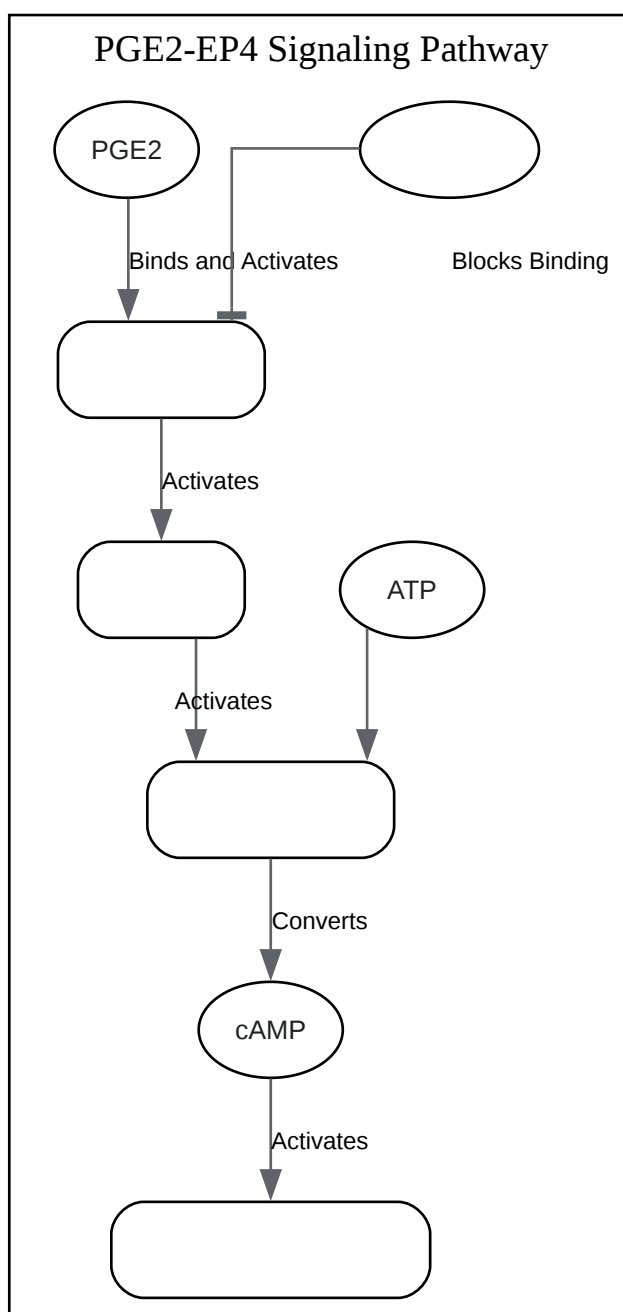 PGE2-EP4 Signaling Pathway
PGE2
Binds and Activates
Blocks Binding
Activates
ATP
Activates
Converts
cAMP
Activates